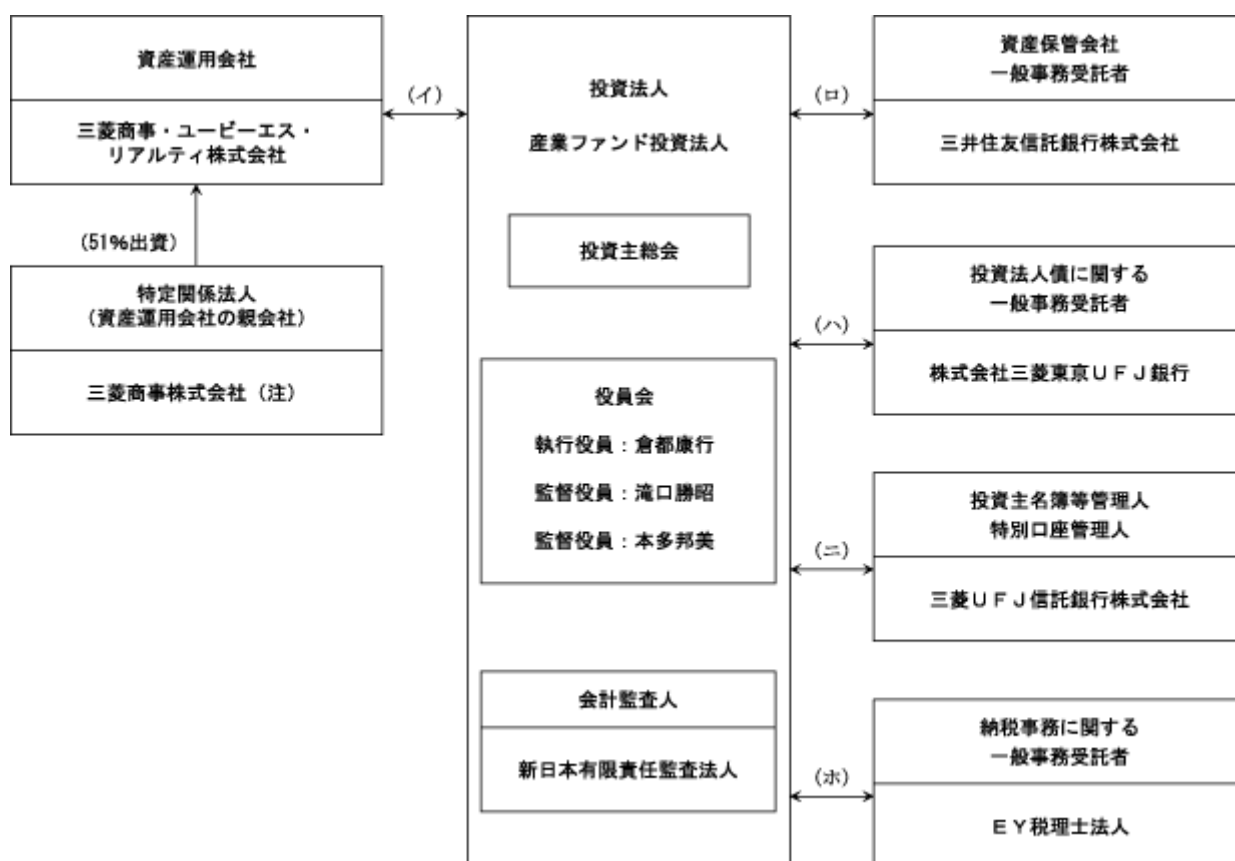 資産運用会社
三菱商事・ユービーエス・
リアルティ株式会社
(イ)
(51%出資)
特定関係法人
(資産運用会社の親会社)
三菱商事株式会社(注)
投資法人
産業ファンド投資法人
投資主総会
役員会
執行役員:倉都康行
監督役員:滝口勝昭
監督役員:本多邦美
会計監査人
新日本有限責任監査法人
(ロ)
資産保管会社
一般事務受託者
三井住友信託銀行株式会社
(ハ)
投資法人債に関する
一般事務受託者
株式会社三菱東京UFJ銀行
(ニ)
投資主名簿等管理人
特別口座管理人
三菱UFJ信託銀行株式会社
(ホ)
納税事務に関する
一般事務受託者
EY税理士法人